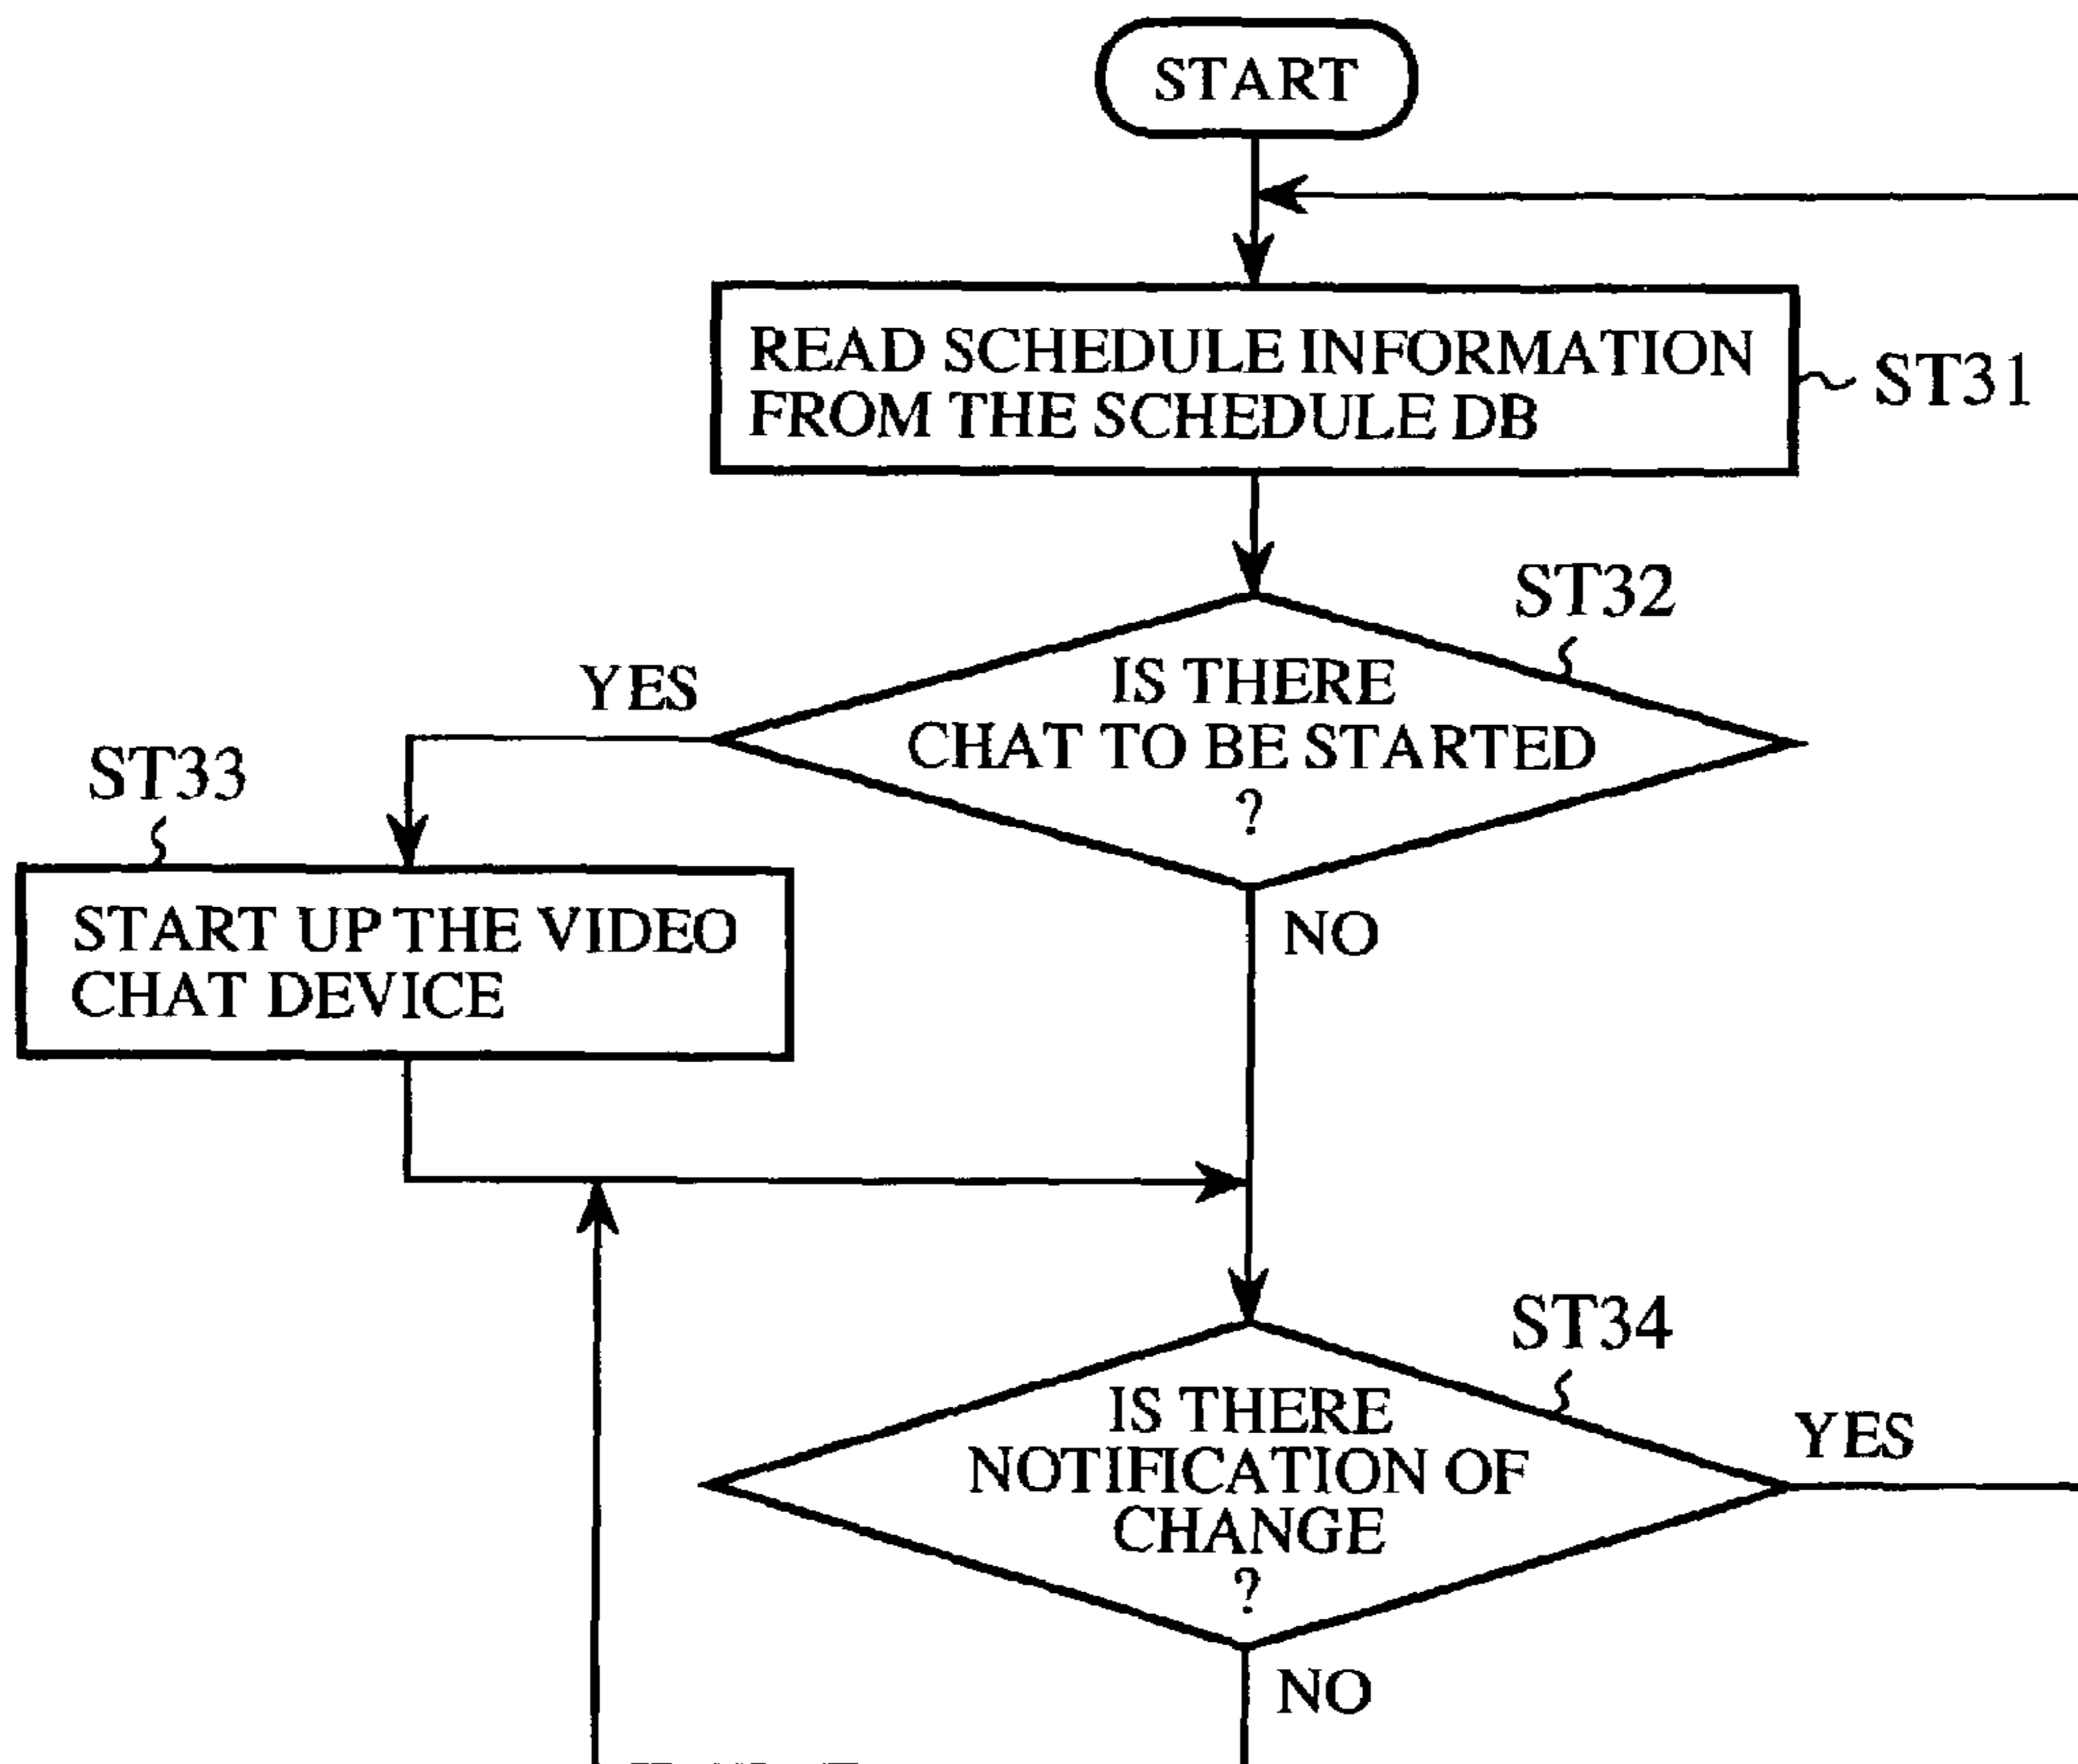 START
READ SCHEDULE INFORMATION
FROM THE SCHEDULE DB
ST31
ST32
IS THERE
CHAT TO BE STARTED
?
YES
NO
ST33
START UP THE VIDEO
CHAT DEVICE
ST34
IS THERE
NOTIFICATION OF
CHANGE
?
YES
NO